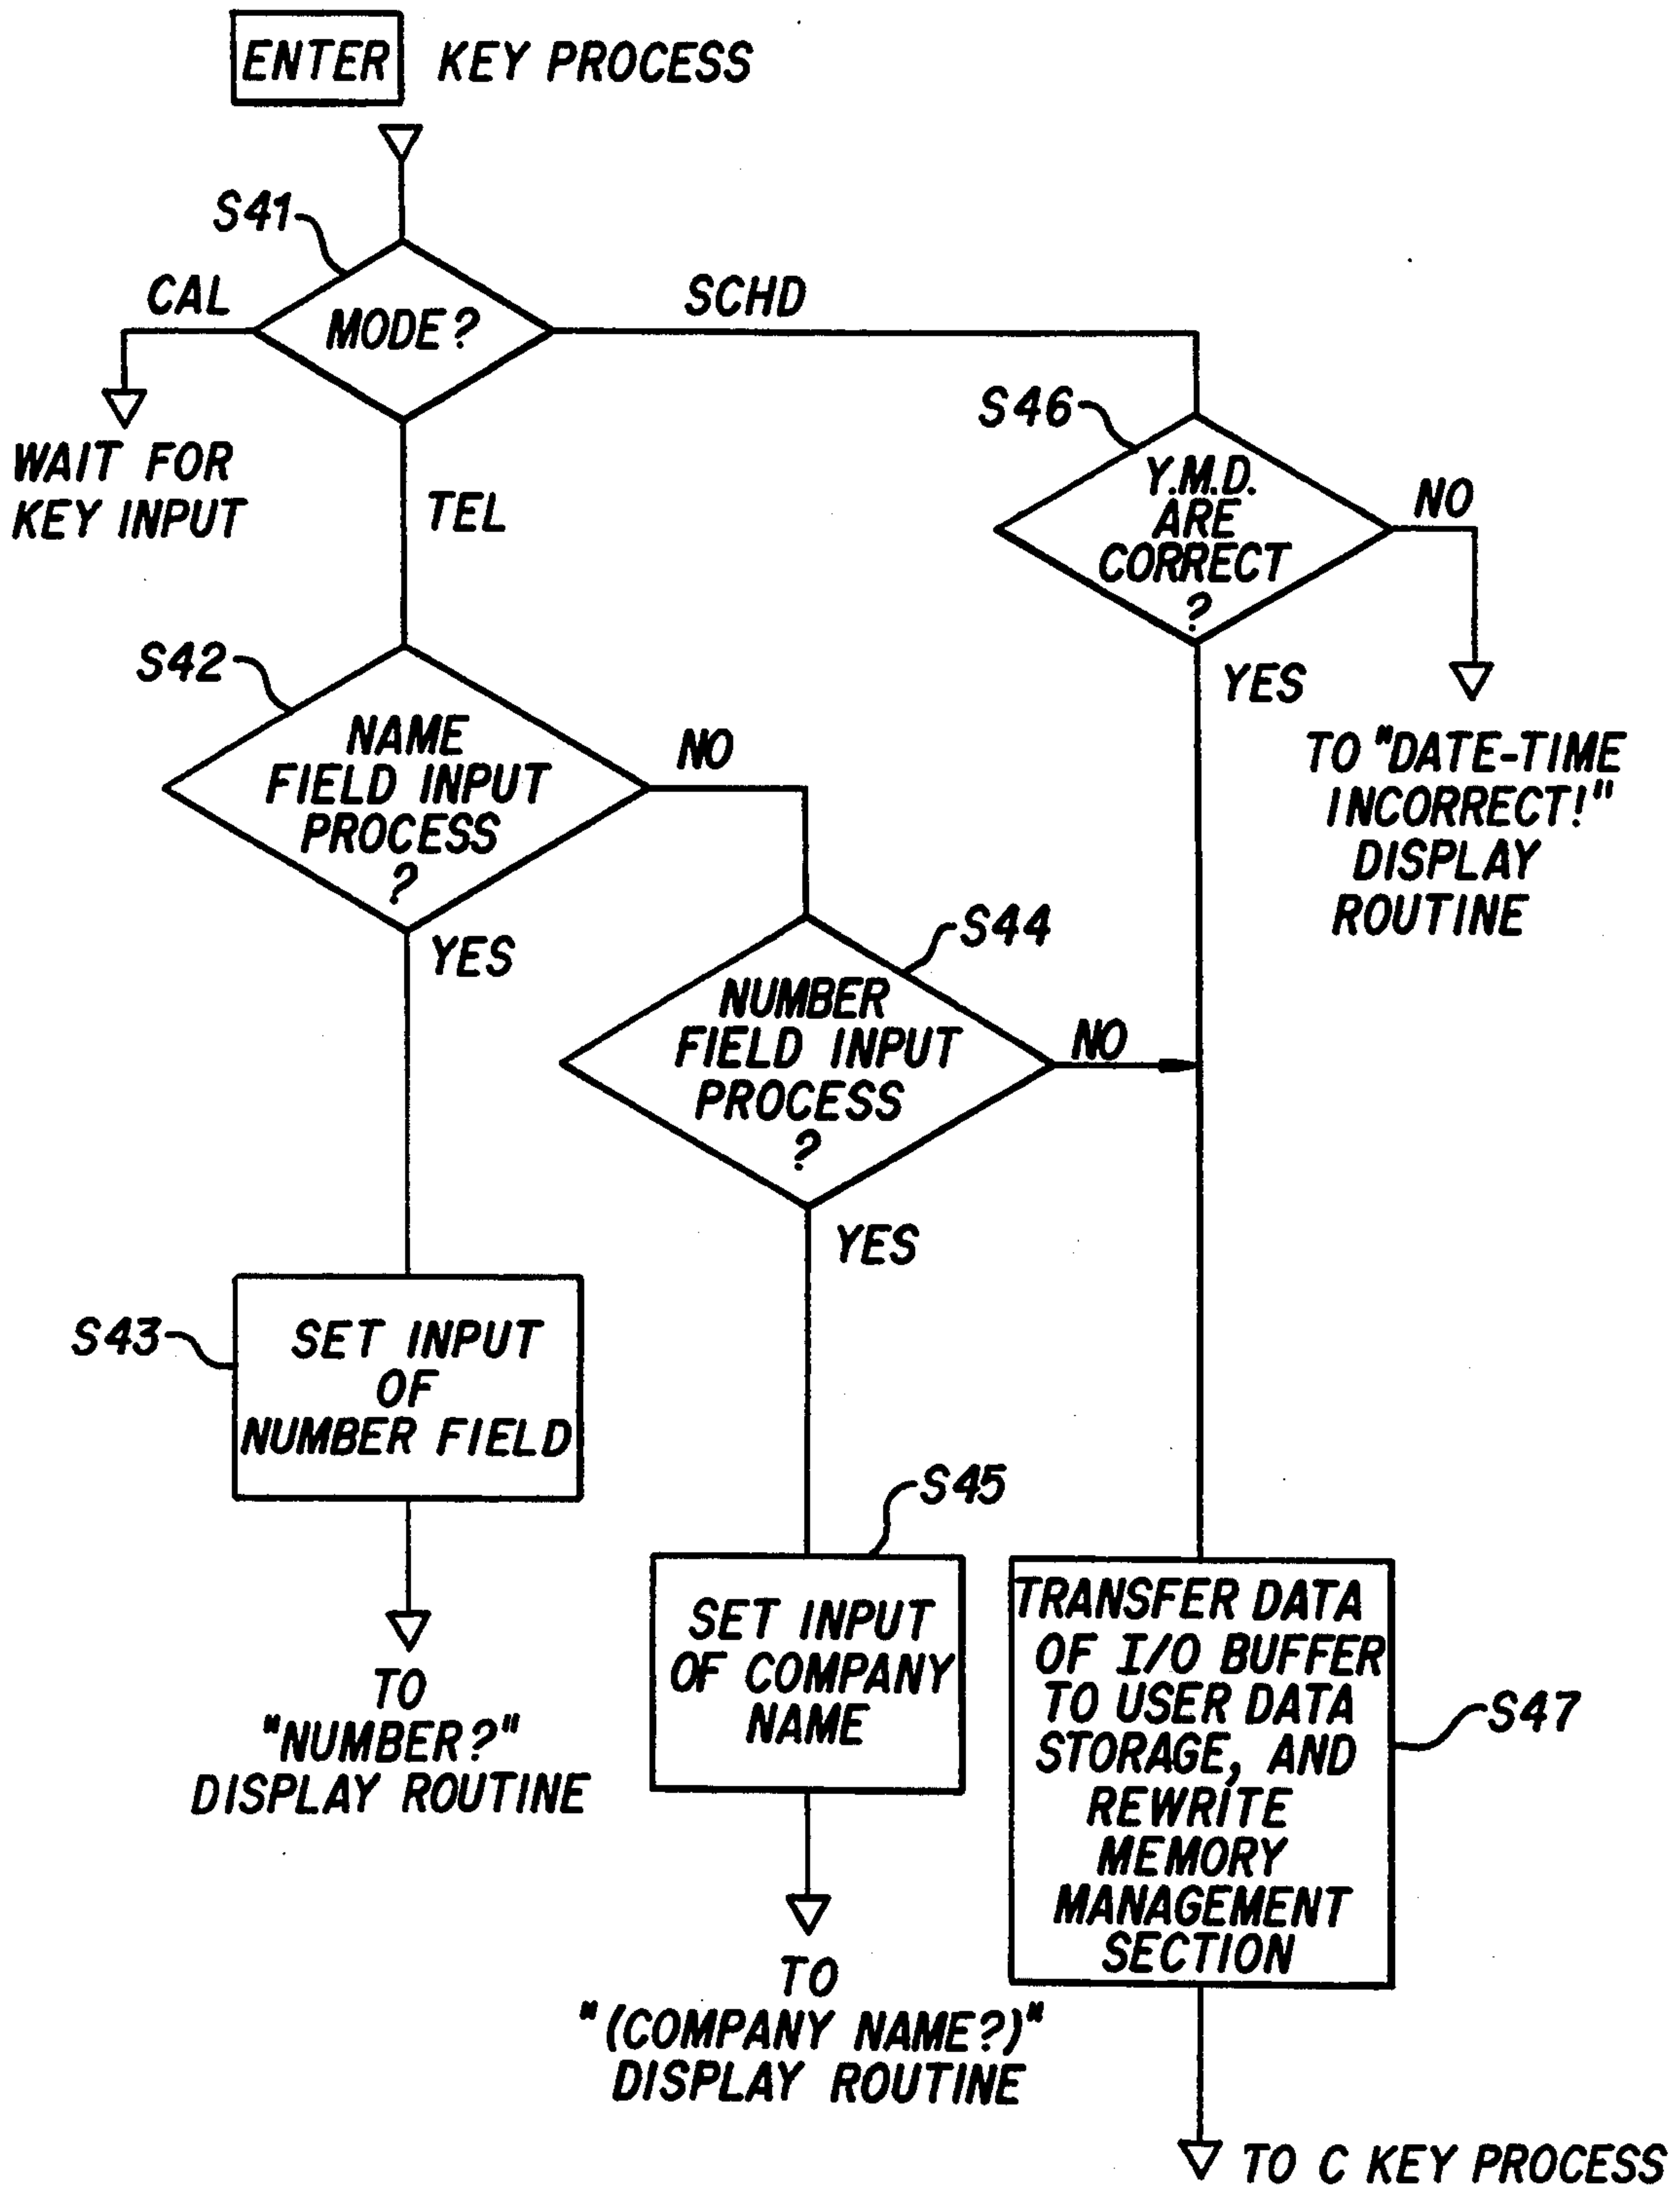 ENTER KEY PROCESS
S41
CAL
MODE?
SCHD
WAIT FOR
KEY INPUT
TEL
S46
Y.M.D.
ARE
CORRECT
?
NO
YES
TO "DATE-TIME
INCORRECT!"
DISPLAY
ROUTINE
S42
NAME
FIELD INPUT
PROCESS
?
NO
YES
S44
NUMBER
FIELD INPUT
PROCESS
?
NO
YES
S43
SET INPUT
OF
NUMBER FIELD
TO
"NUMBER?"
DISPLAY ROUTINE
S45
SET INPUT
OF COMPANY
NAME
TO
"(COMPANY NAME?)"
DISPLAY ROUTINE
TRANSFER DATA
OF I/O BUFFER
TO USER DATA
STORAGE, AND
REWRITE
MEMORY
MANAGEMENT
SECTION
S47
TO C KEY PROCESS